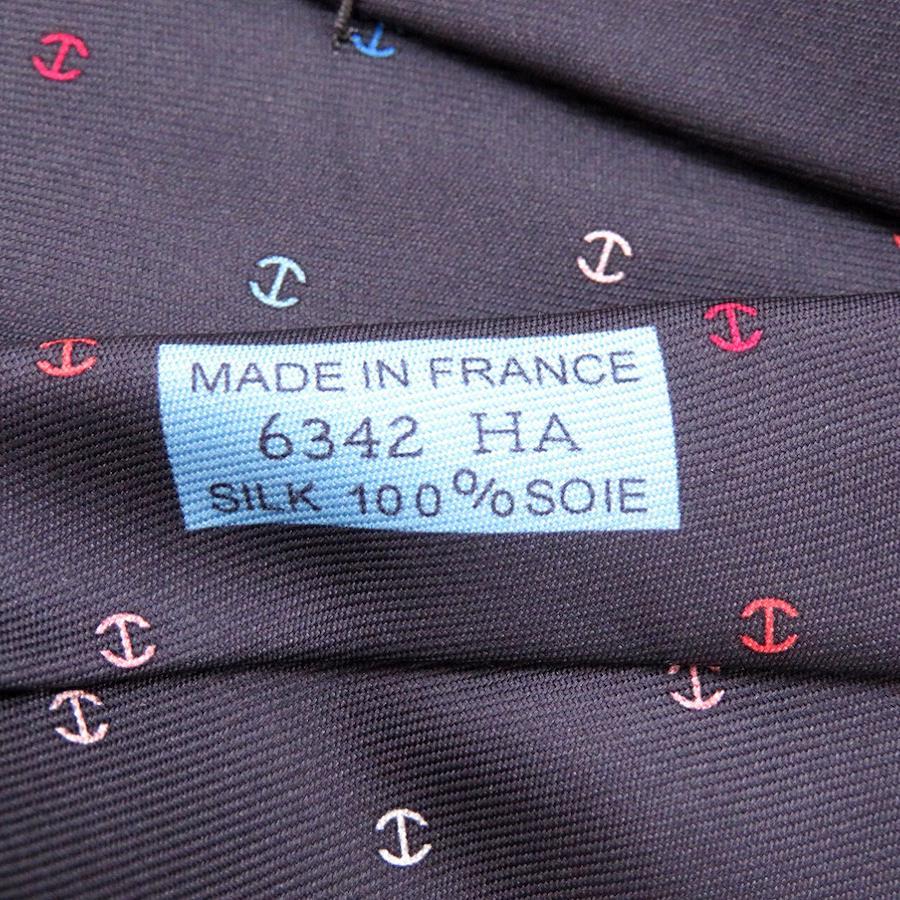 MADE IN FRANCE
6342 HA
SILK 100% SOIE